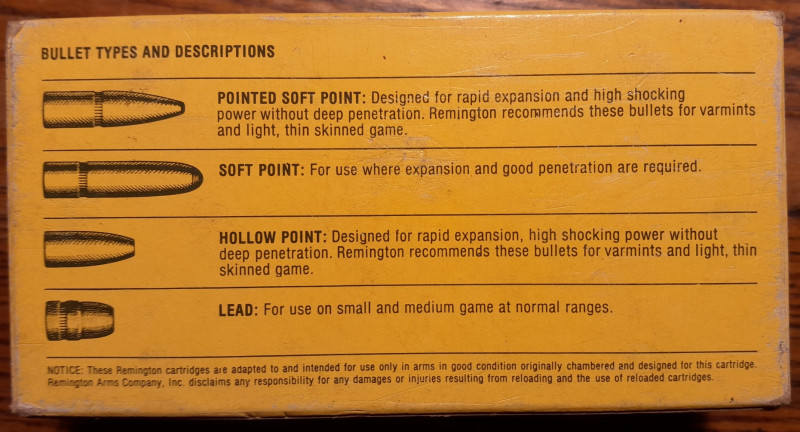 BULLET TYPES AND DESCRIPTIONS
POINTED SOFT POINT: Designed for rapid expansion and high shocking
power without deep penetration. Remington recommends these bullets for varmints
and light, thin skinned game.
SOFT POINT: For use where expansion and good penetration are required.
HOLLOW POINT: Designed for rapid expansion, high shocking power without
deep penetration. Remington recommends these bullets for varmints and light, thin
skinned game.
LEAD: For use on small and medium game at normal ranges.
NOTICE: These Remington cartridges are adapted to and intended for use only in arms in good condition originally chambered and designed for this cartridge.
Remington Arms Company, Inc. disclaims any responsibility for any damages or injuries resulting from reloading and the use of reloaded cartridges.